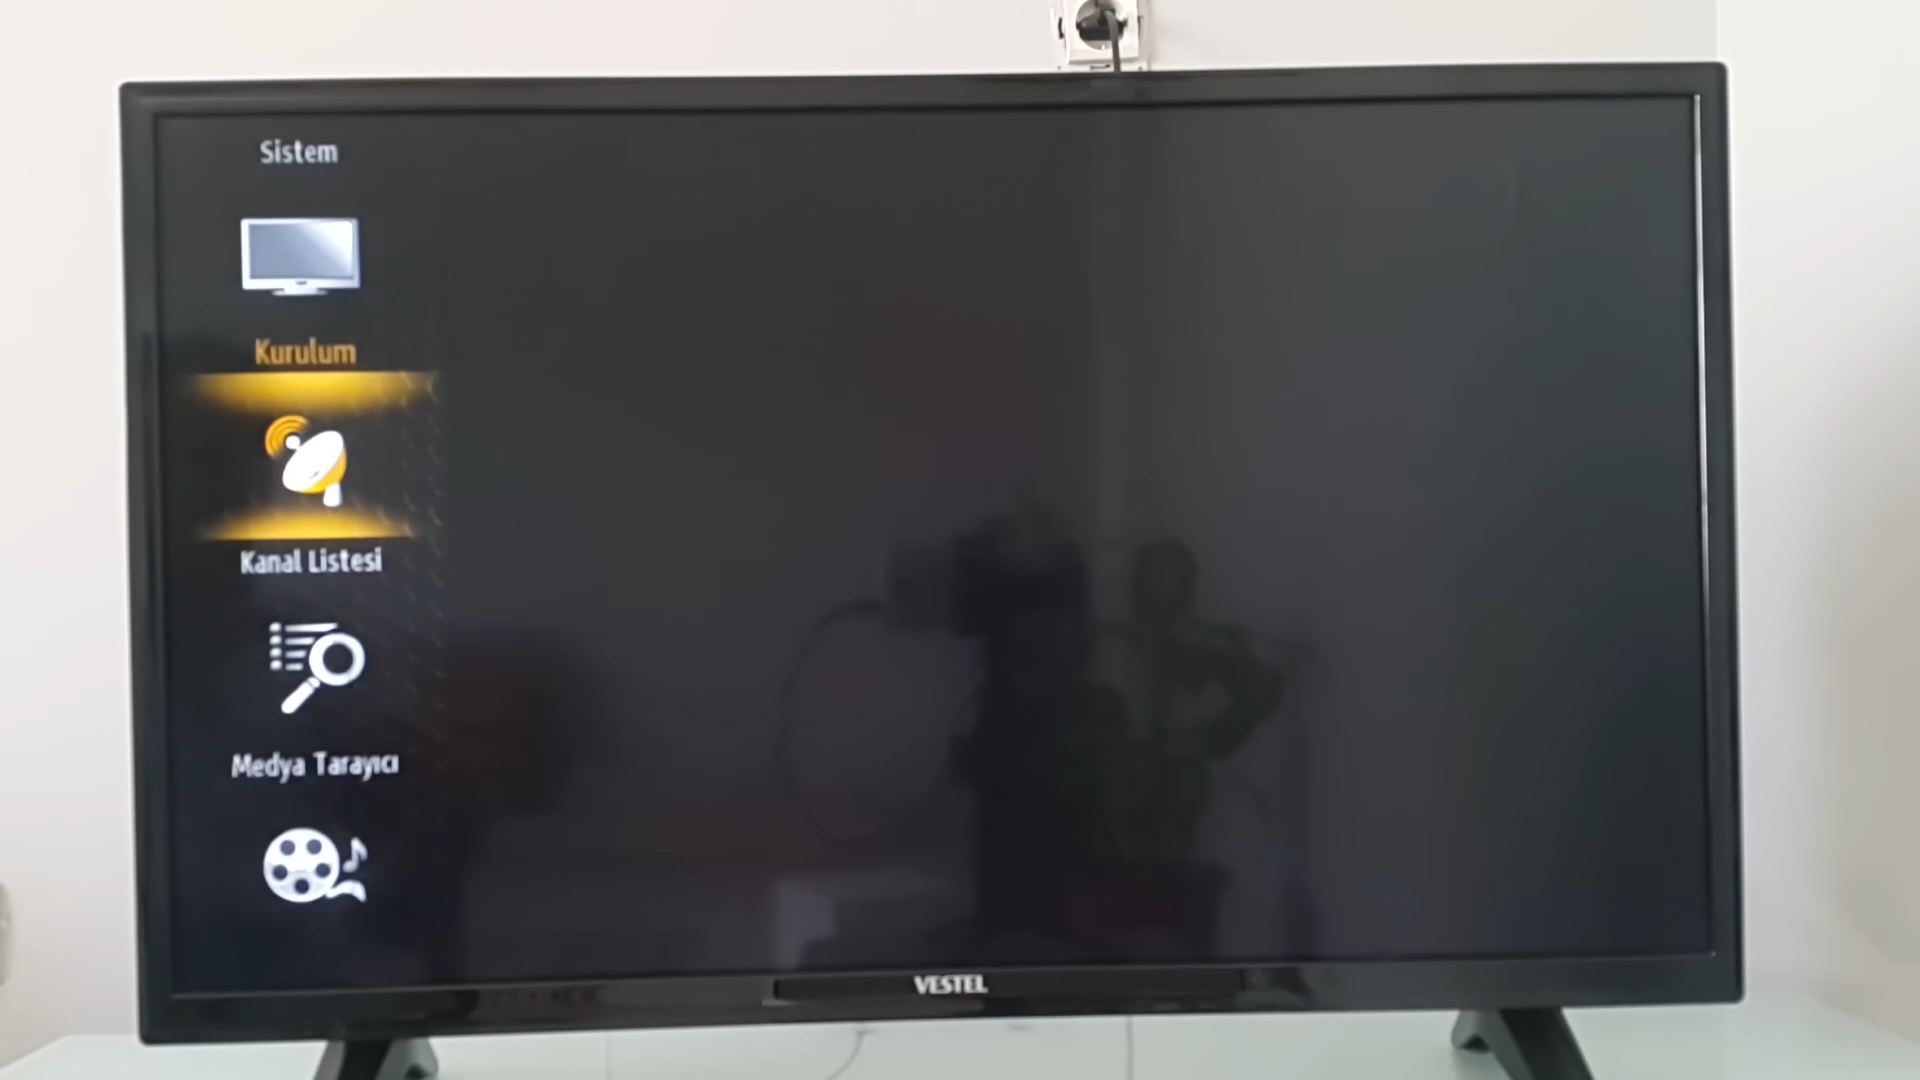 Sistem
Kurulum
Kanal Listesi
Medya Tarayıcı
VESTEL